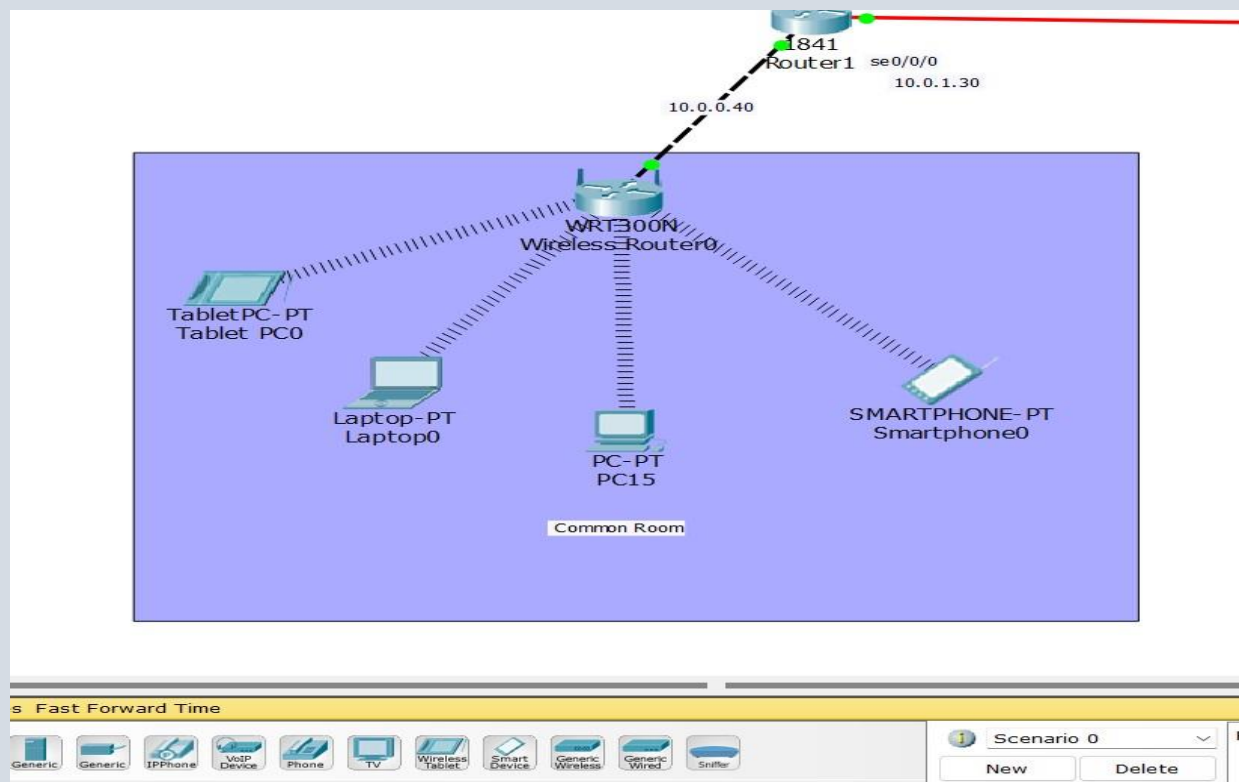 1841
Router1
se0/0/0
10.0.1.30
10.0.0.40
WRT300N
Wireless Router0
TabletPC-PT
Tablet PC0
Laptop-PT
Laptop0
PC-PT
PC15
SMARTPHONE-PT
Smartphone0
Common Room
s Fast Forward Time
Generic
Generic
IPPhone
VoIP
Device
Phone
TV
Wireless
Tablet
Smart
Device
Generic
Wireless
Generic
Wired
Sniffer
Scenario 0
New
Delete